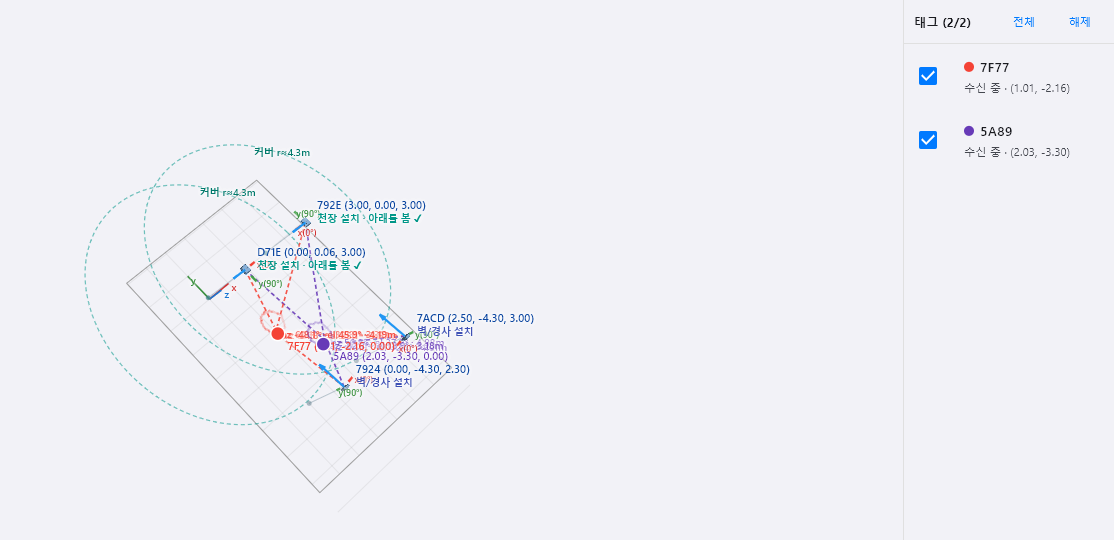 태그 (2/2)
전체
해제
7F77
수신 중 · (1.01, -2.16)
5A89
수신 중 · (2.03, -3.30)
커버 r≈4.3m
커버 r≈4.3m
792E (3.00, 0.00, 3.00)
천장 설치 · 아래를 봄 ✓
y(90°)
x(0°)
D71E (0.00, 0.06, 3.00)
천장 설치 · 아래를 봄 ✓
y(90°)
y
x
z
7ACD (2.50, -4.30, 3.00)
벽/경사 설치
7F77
5A89 (2.03, -3.30, 0.00)
7924 (0.00, -4.30, 2.30)
벽/경사 설치
y(90°)